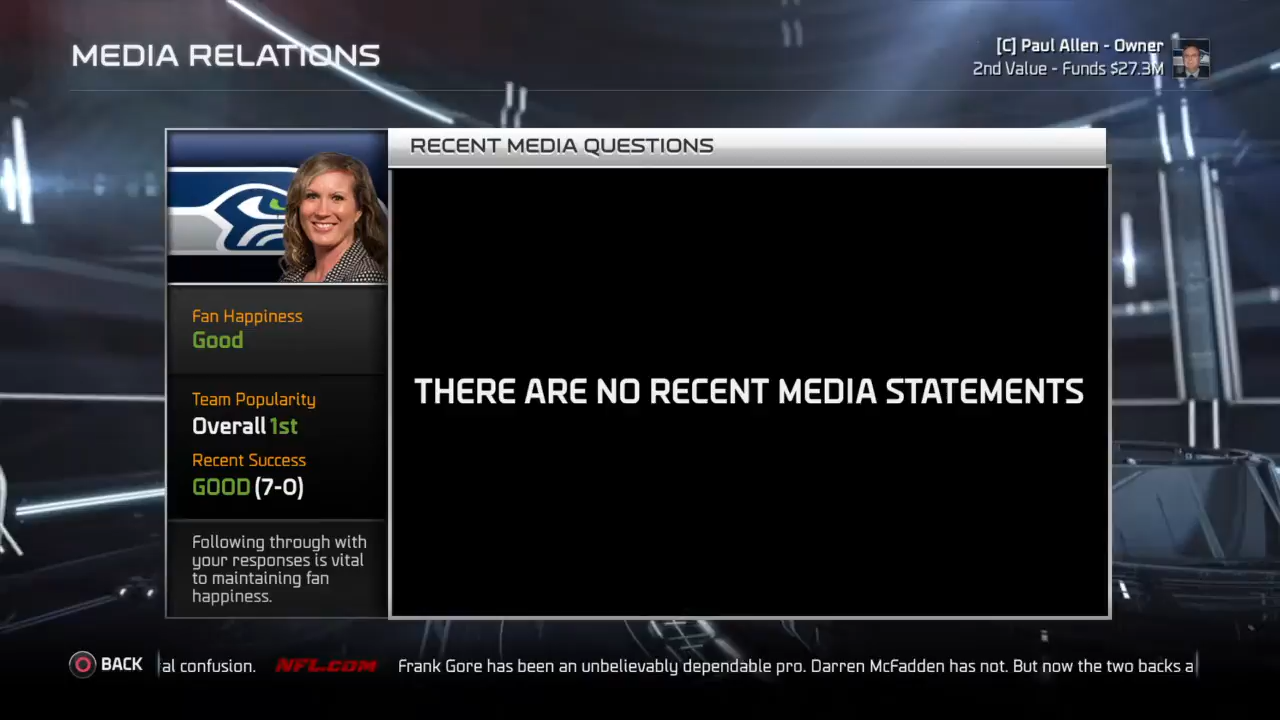 MEDIA RELATIONS
[C] Paul Allen - Owner
2nd Value - Funds $27.3M
RECENT MEDIA QUESTIONS
Fan Happiness
Good
Team Popularity
Overall 1st
Recent Success
GOOD (7-0)
Following through with
your responses is vital
to maintaining fan
happiness.
THERE ARE NO RECENT MEDIA STATEMENTS
BACK
al confusion. NFL.COM Frank Gore has been an unbelievably dependable pro. Darren McFadden has not. But now the two backs a